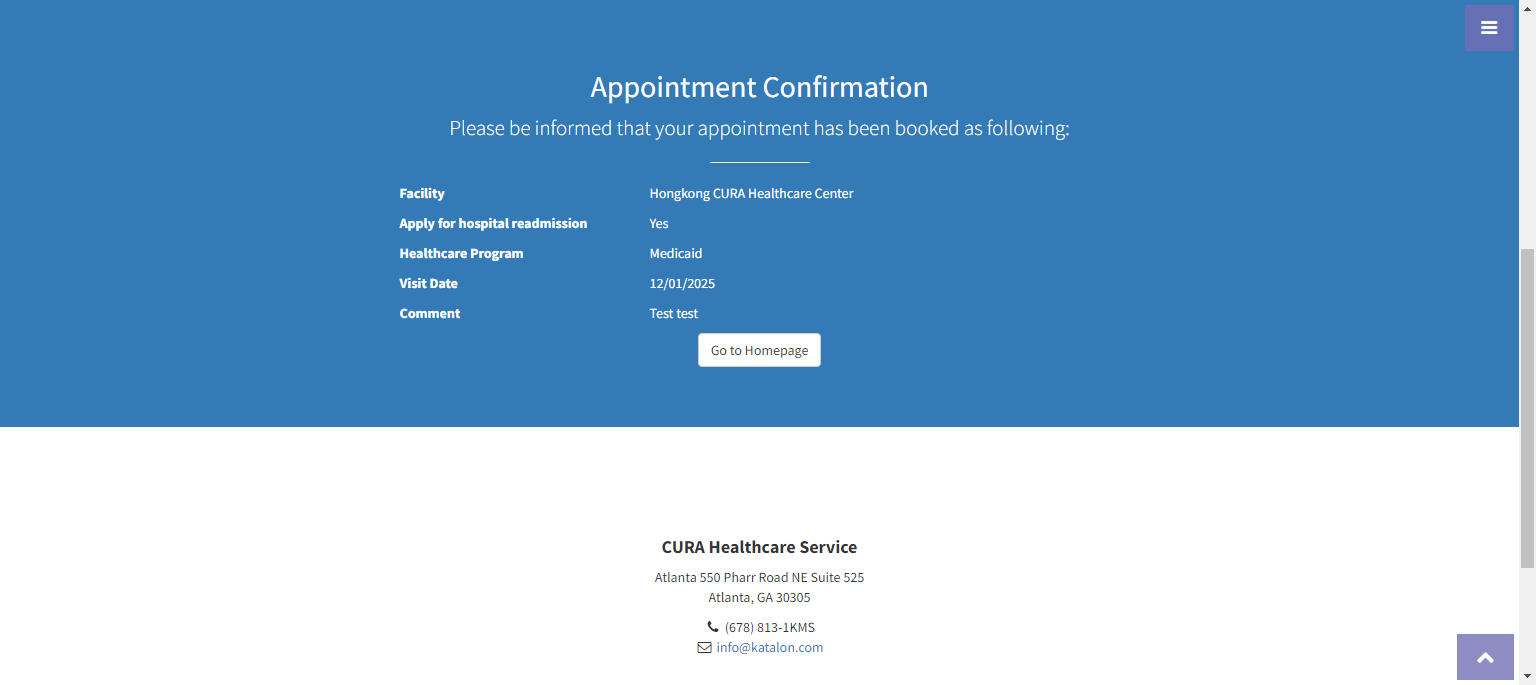 Appointment Confirmation
Please be informed that your appointment has been booked as following:
Facility Hongkong CURA Healthcare Center
Apply for hospital readmission Yes
Healthcare Program Medicaid
Visit Date 12/01/2025
Comment Test test
Go to Homepage
CURA Healthcare Service
Atlanta 550 Pharr Road NE Suite 525
Atlanta, GA 30305
(678) 813-1KMS
info@katalon.com